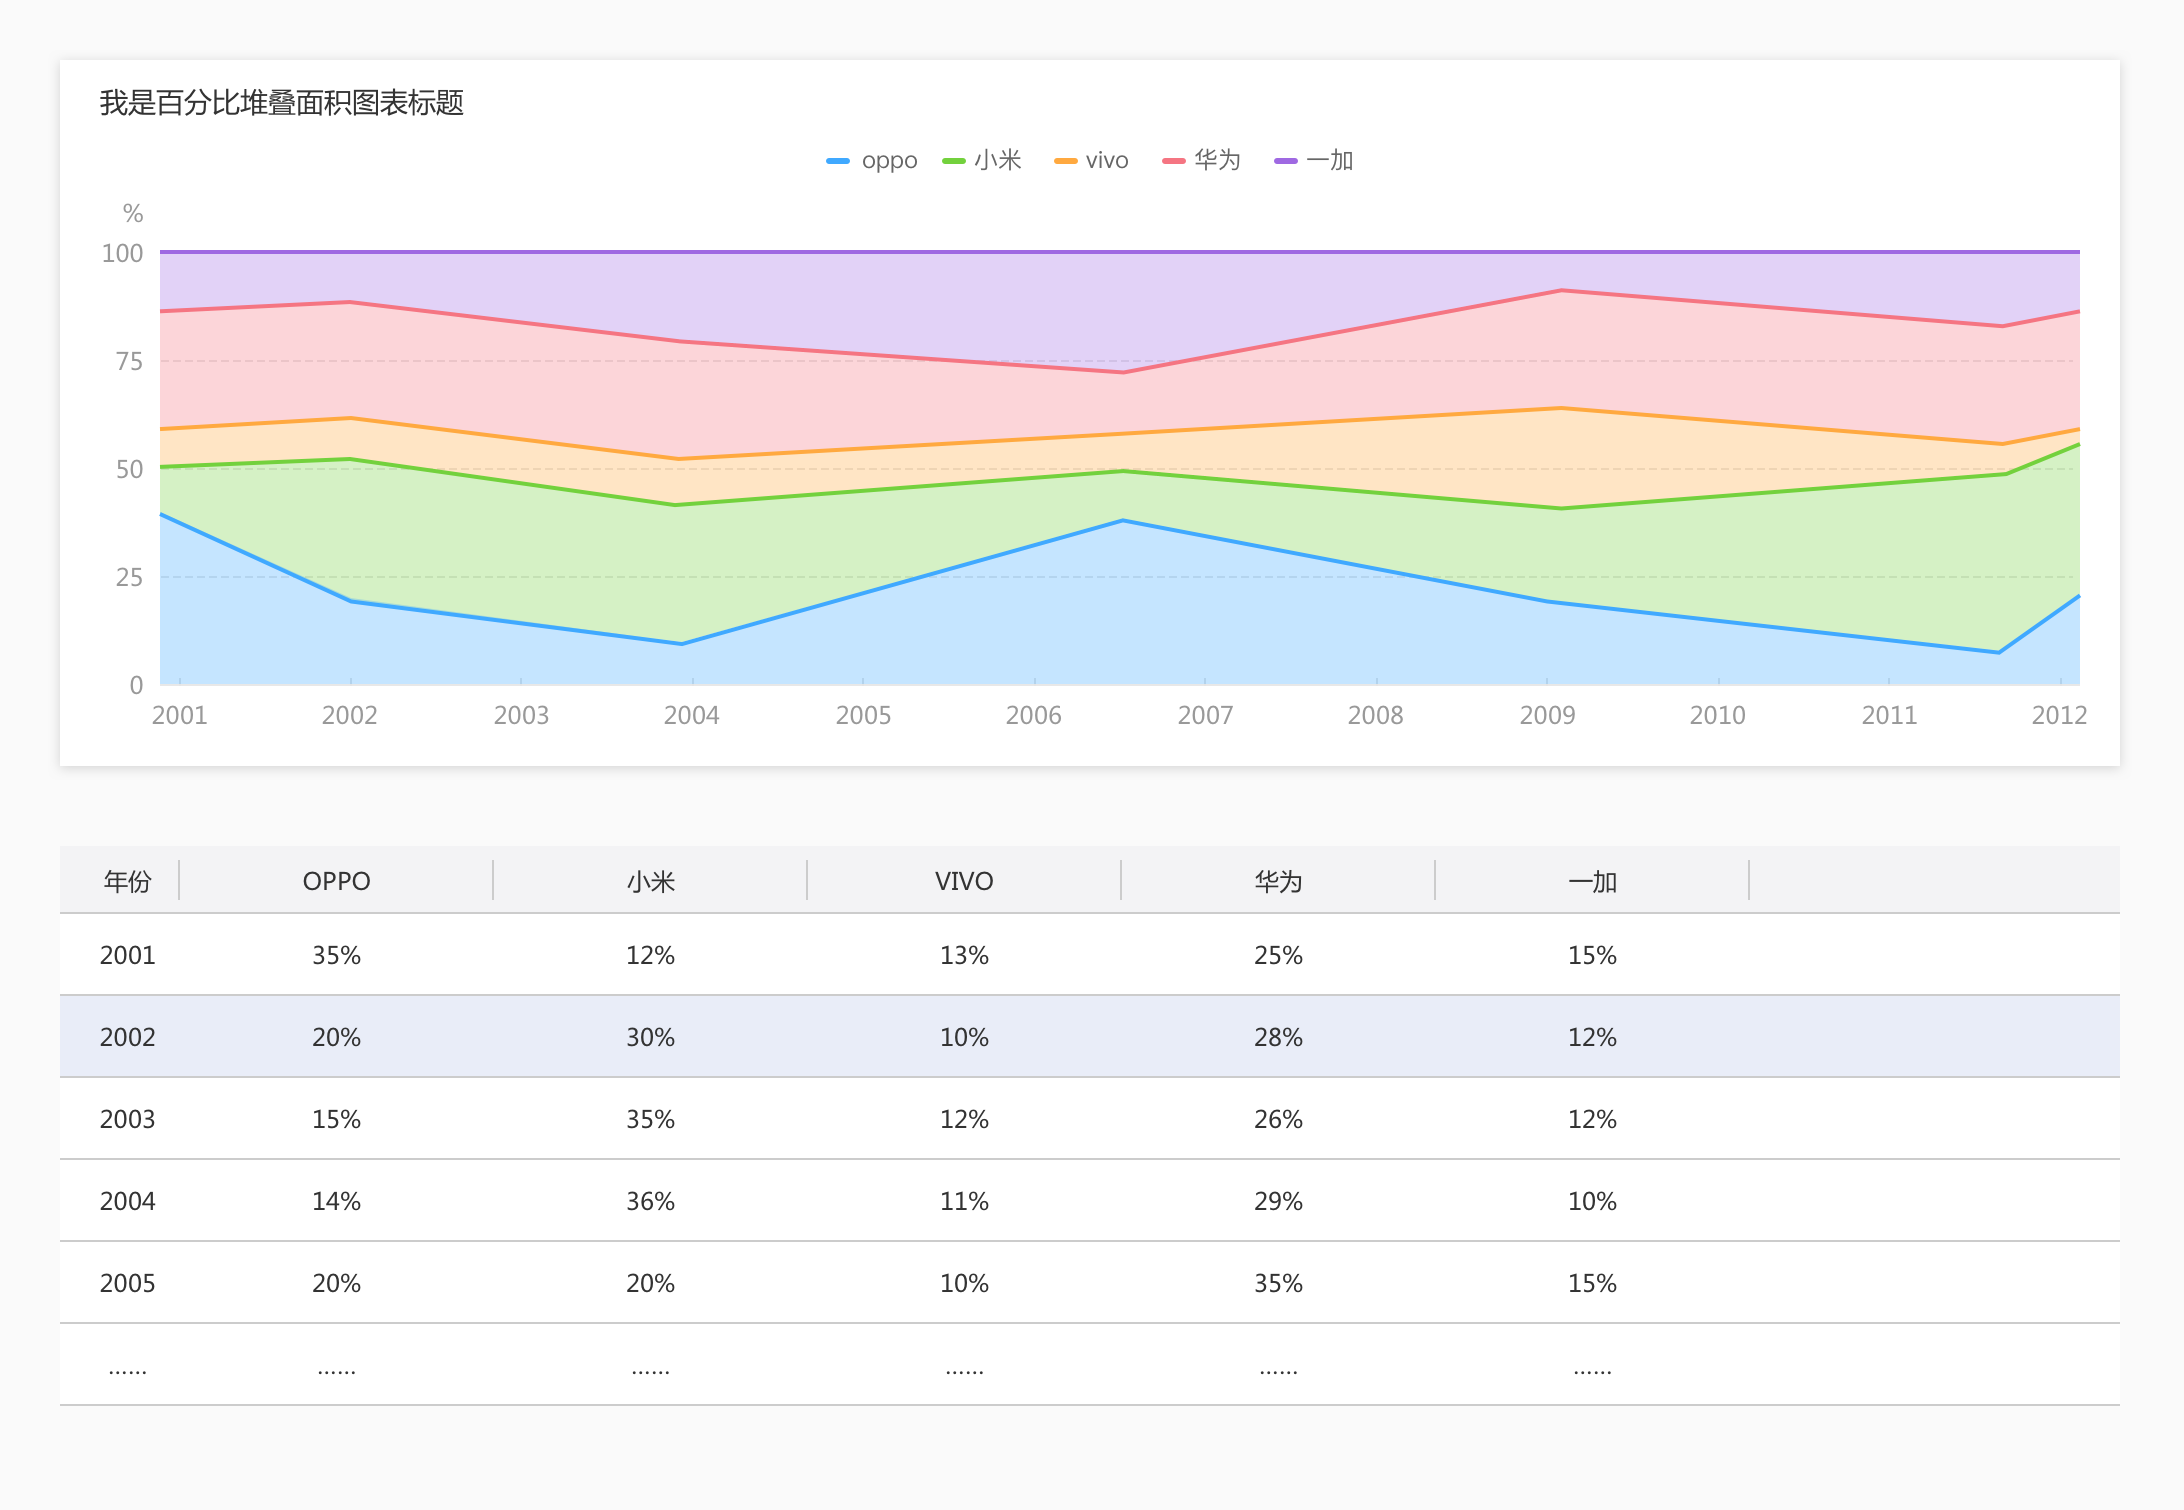 我是百分比堆叠面积图表标题
oppo 小米 vivo 华为 一加
%
100
75
50
25
0
2001 2002 2003 2004 2005 2006 2007 2008 2009 2010 2011 2012
年份 OPPO 小米 VIVO 华为 一加
2001 35% 12% 13% 25% 15%
2002 20% 30% 10% 28% 12%
2003 15% 35% 12% 26% 12%
2004 14% 36% 11% 29% 10%
2005 20% 20% 10% 35% 15%
...... ...... ...... ...... ...... ......